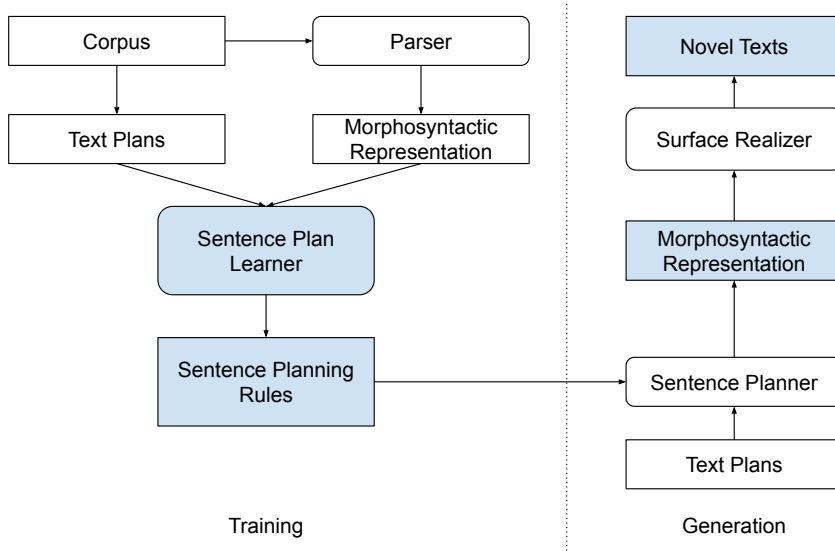 Corpus
Parser
Text Plans
Morphosyntactic
Representation
Sentence Plan
Learner
Sentence Planning
Rules
Training
Novel Texts
Surface Realizer
Morphosyntactic
Representation
Sentence Planner
Text Plans
Generation